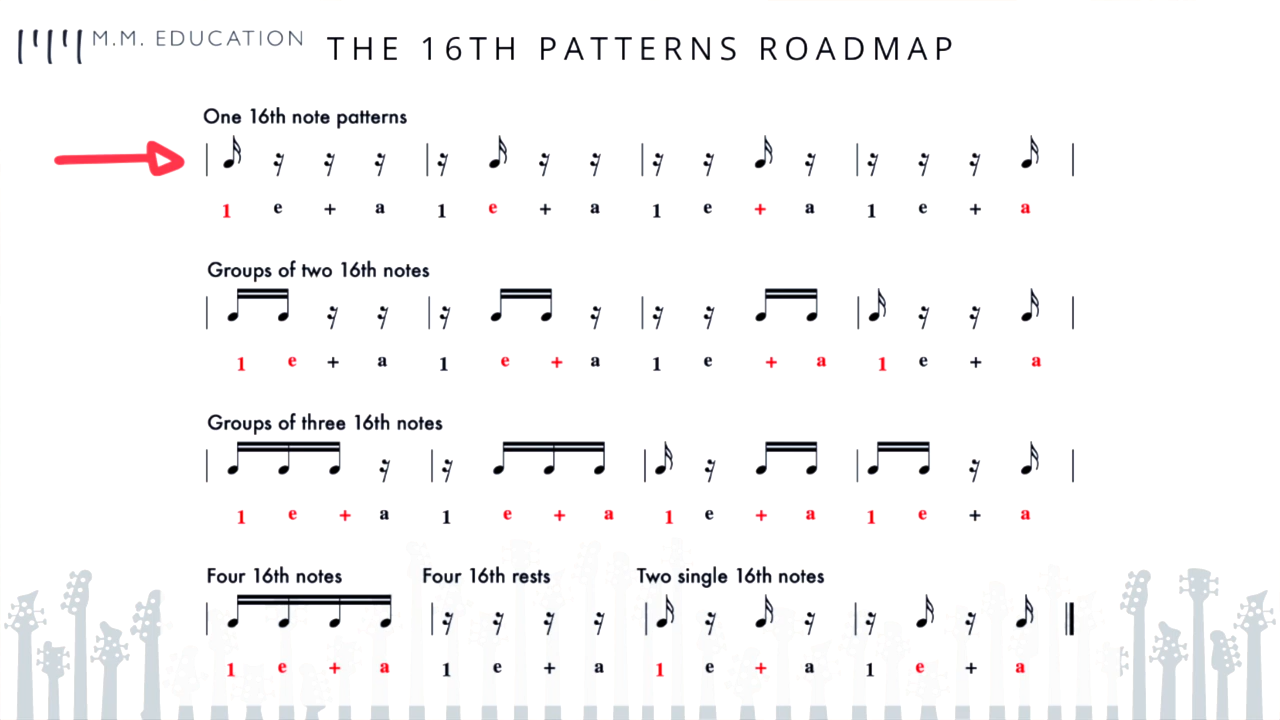 M.M. EDUCATION
THE 16TH PATTERNS ROADMAP
One 16th note patterns
1 e + a 1 e + a 1 e + a 1 e + a
Groups of two 16th notes
1 e + a 1 e + a 1 e + a 1 e + a
Groups of three 16th notes
1 e + a 1 e + a 1 e + a 1 e + a
Four 16th notes Four 16th rests Two single 16th notes
1 e + a 1 e + a 1 e + a 1 e + a